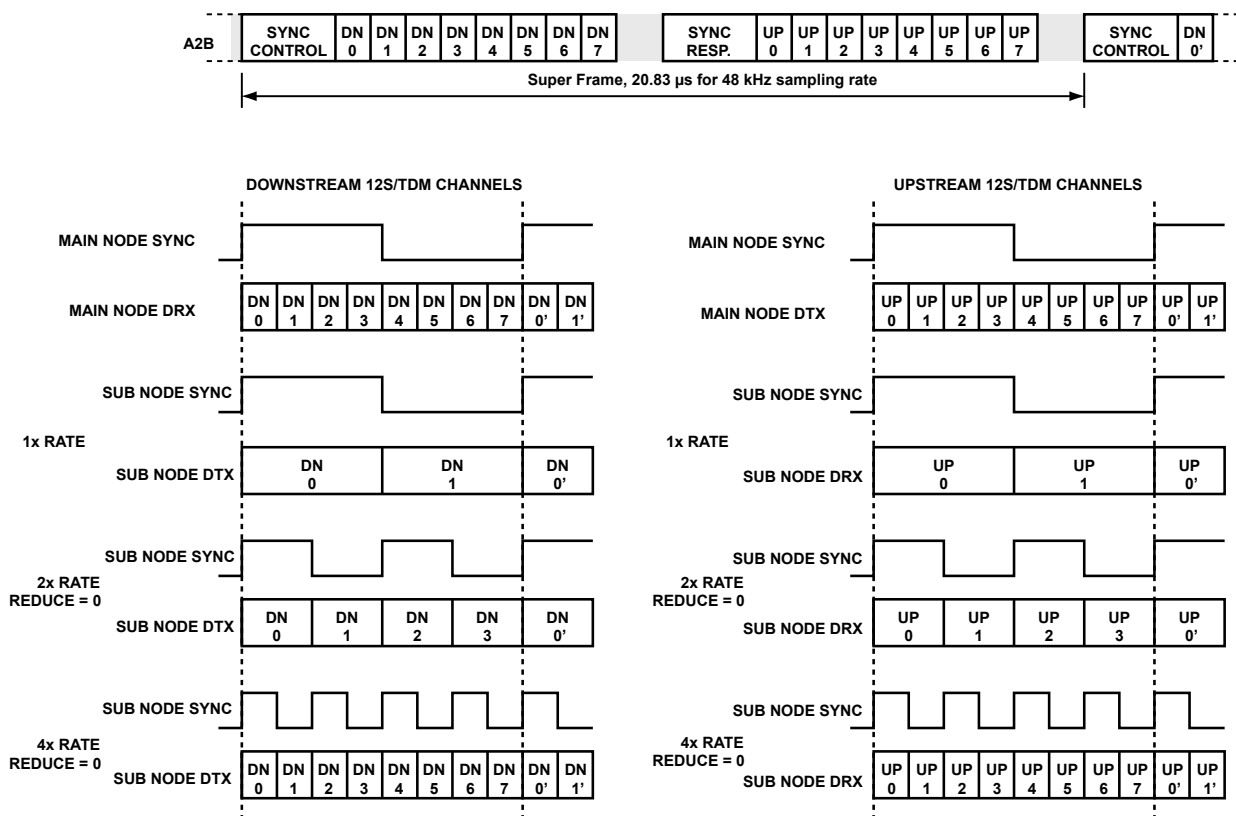 A2B
SYNC CONTROL DN 0 DN 1 DN 2 DN 3 DN 4 DN 5 DN 6 DN 7 SYNC RESP. UP 0 UP 1 UP 2 UP 3 UP 4 UP 5 UP 6 UP 7 SYNC CONTROL DN 0'
Super Frame, 20.83 µs for 48 kHz sampling rate
DOWNSTREAM 12S/TDM CHANNELS
MAIN NODE SYNC
MAIN NODE DRX
DN 0 DN 1 DN 2 DN 3 DN 4 DN 5 DN 6 DN 7 DN 0' DN 1'
SUB NODE SYNC
1x RATE
SUB NODE DTX
DN 0 DN 1 DN 0'
SUB NODE SYNC
2x RATE
REDUCE = 0
SUB NODE DTX
DN 0 DN 1 DN 2 DN 3 DN 0'
SUB NODE SYNC
4x RATE
REDUCE = 0
SUB NODE DTX
DN 0 DN 1 DN 2 DN 3 DN 4 DN 5 DN 6 DN 7 DN 0' DN 1'
UPSTREAM 12S/TDM CHANNELS
MAIN NODE SYNC
MAIN NODE DTX
UP 0 UP 1 UP 2 UP 3 UP 4 UP 5 UP 6 UP 7 UP 0' UP 1'
SUB NODE SYNC
1x RATE
SUB NODE DRX
UP 0 UP 1 UP 0'
SUB NODE SYNC
2x RATE
REDUCE = 0
SUB NODE DRX
UP 0 UP 1 UP 2 UP 3 UP 0'
SUB NODE SYNC
4x RATE
REDUCE = 0
SUB NODE DRX
UP 0 UP 1 UP 2 UP 3 UP 4 UP 5 UP 6 UP 7 UP 0' UP 1'